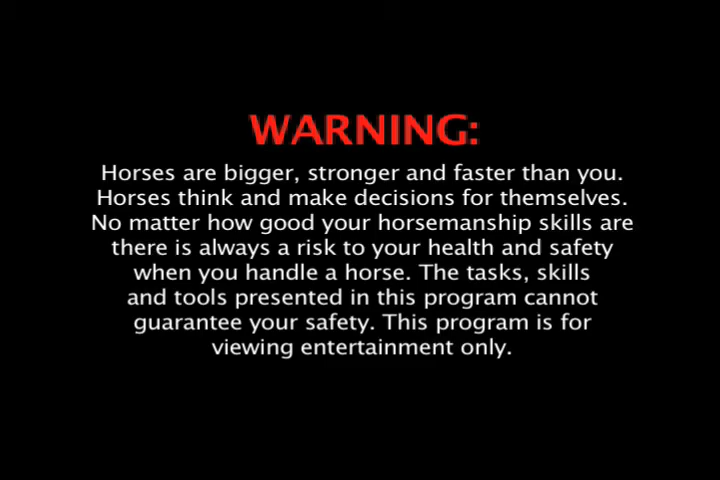 WARNING:
Horses are bigger, stronger and faster than you.
Horses think and make decisions for themselves.
No matter how good your horsemanship skills are
there is always a risk to your health and safety
when you handle a horse. The tasks, skills
and tools presented in this program cannot
guarantee your safety. This program is for
viewing entertainment only.